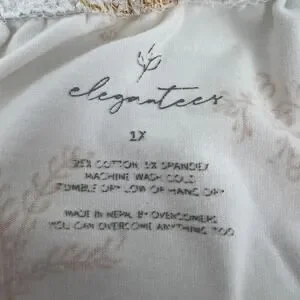 elegantees
1X
95% COTTON, 5% SPANDEX
MACHINE WASH COLD
TUMBLE DRY LOW OR HANG DRY
MADE IN NEPAL BY OVERCOMERS
YOU CAN OVERCOME ANYTHING TOO